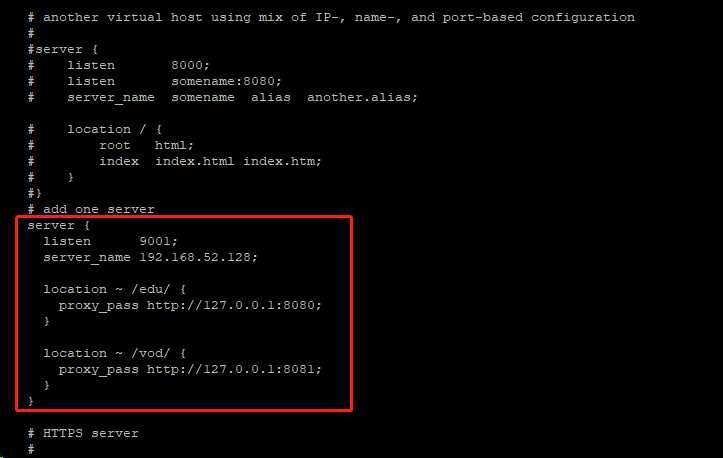 # another virtual host using mix of IP-, name-, and port-based configuration
#
#server {
#    listen       8000;
#    listen       somename:8080;
#    server_name  somename  alias  another.alias;
#    location / {
#        root   html;
#        index  index.html index.htm;
#    }
#}
# add one server
server {
  listen      9001;
  server_name 192.168.52.128;
  location ~ /edu/ {
    proxy_pass http://127.0.0.1:8080;
  }
  location ~ /vod/ {
    proxy_pass http://127.0.0.1:8081;
  }
}
# HTTPS server
#